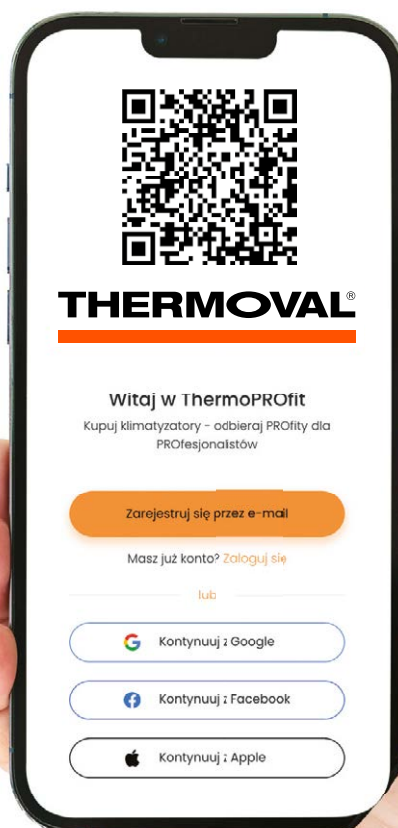 THERMOVAL®
Witaj w ThermoPROfit
Kupuj klimatyzatory - odbieraj PROfity dla
PROfesjonalistów
Zarejestruj się przez e-mail
Masz już konto? Zaloguj się
lub
Kontynuuj z Google
Kontynuuj z Facebook
Kontynuuj z Apple